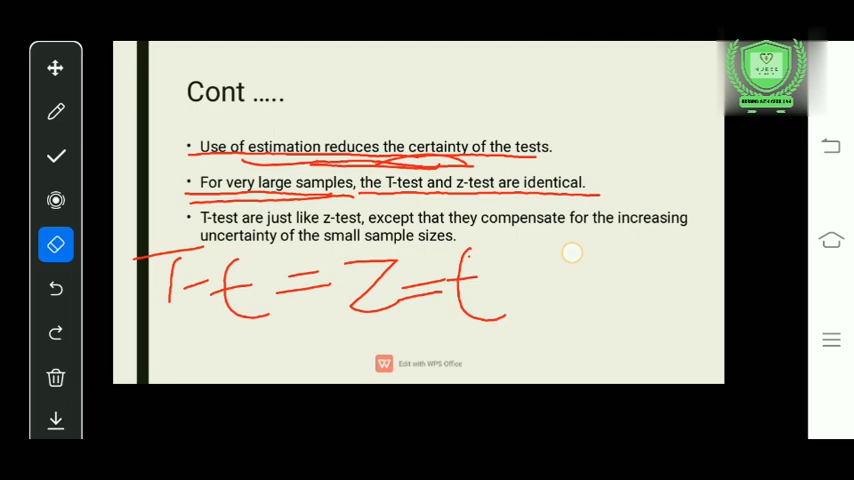 Cont …..
• Use of estimation reduces the certainty of the tests.
• For very large samples, the T-test and z-test are identical.
• T-test are just like z-test, except that they compensate for the increasing
uncertainty of the small sample sizes.
T-t = Z=t
Edit with WPS Office